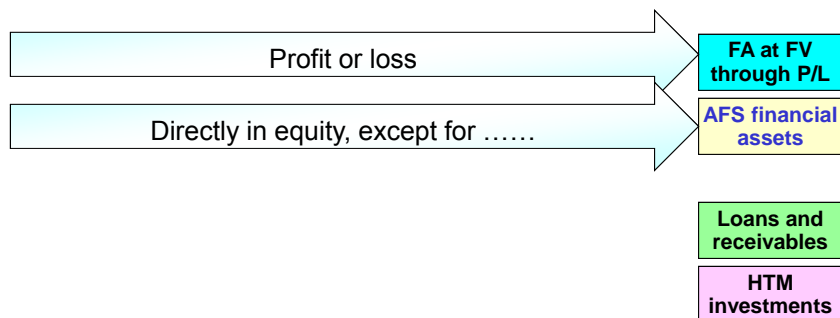 Profit or loss
FA at FV
through P/L
Directly in equity, except for ......
AFS financial
assets
Loans and
receivables
HTM
investments